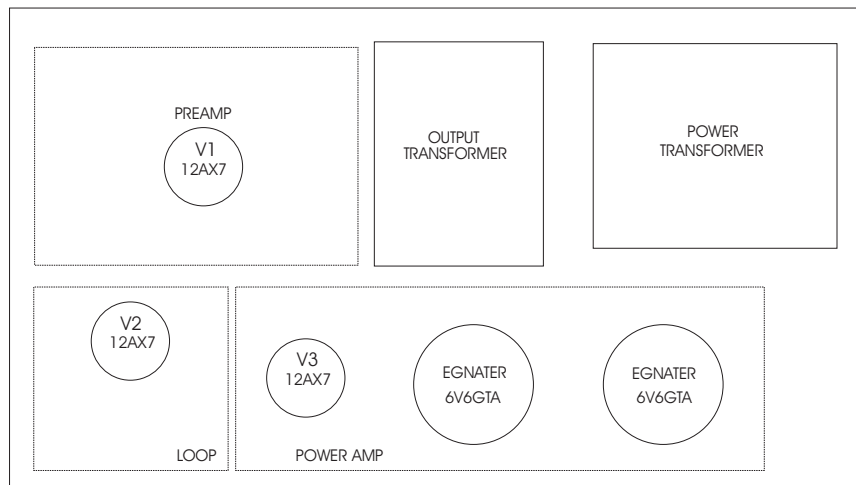 PREAMP
V1
12AX7
OUTPUT
TRANSFORMER
POWER
TRANSFORMER
V2
12AX7
LOOP
V3
12AX7
EGNATER
6V6GTA
EGNATER
6V6GTA
POWER AMP